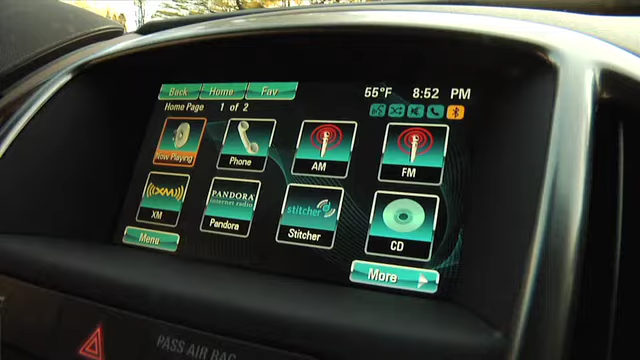 Back Home Fav
55°F 8:52 PM
Home Page 1 of 2
Now Playing
Phone
AM
FM
XM
XM
PANDORA
internet radio
Pandora
stitcher
Stitcher
CD
Menu
More
PASS AIR BAG